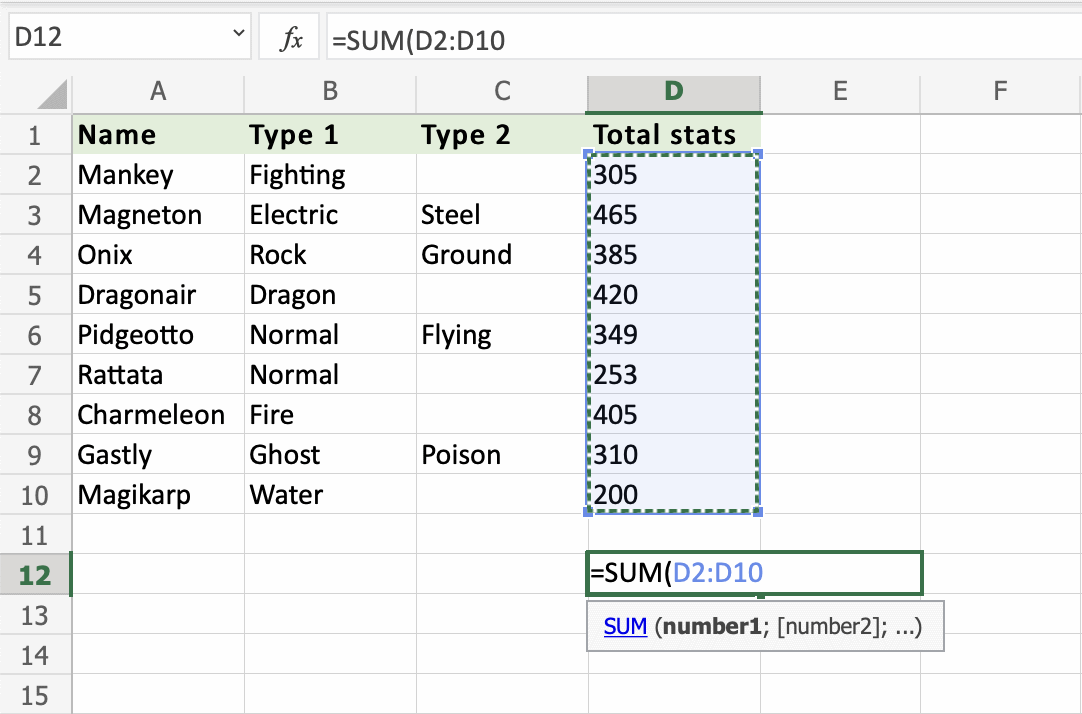 D12 fx =SUM(D2:D10
A B C D E F
1 Name Type 1 Type 2 Total stats
2 Mankey Fighting 305
3 Magneton Electric Steel 465
4 Onix Rock Ground 385
5 Dragonair Dragon 420
6 Pidgeotto Normal Flying 349
7 Rattata Normal 253
8 Charmeleon Fire 405
9 Gastly Ghost Poison 310
10 Magikarp Water 200
11
12 =SUM(D2:D10
13 SUM (number1; [number2]; ...)
14
15